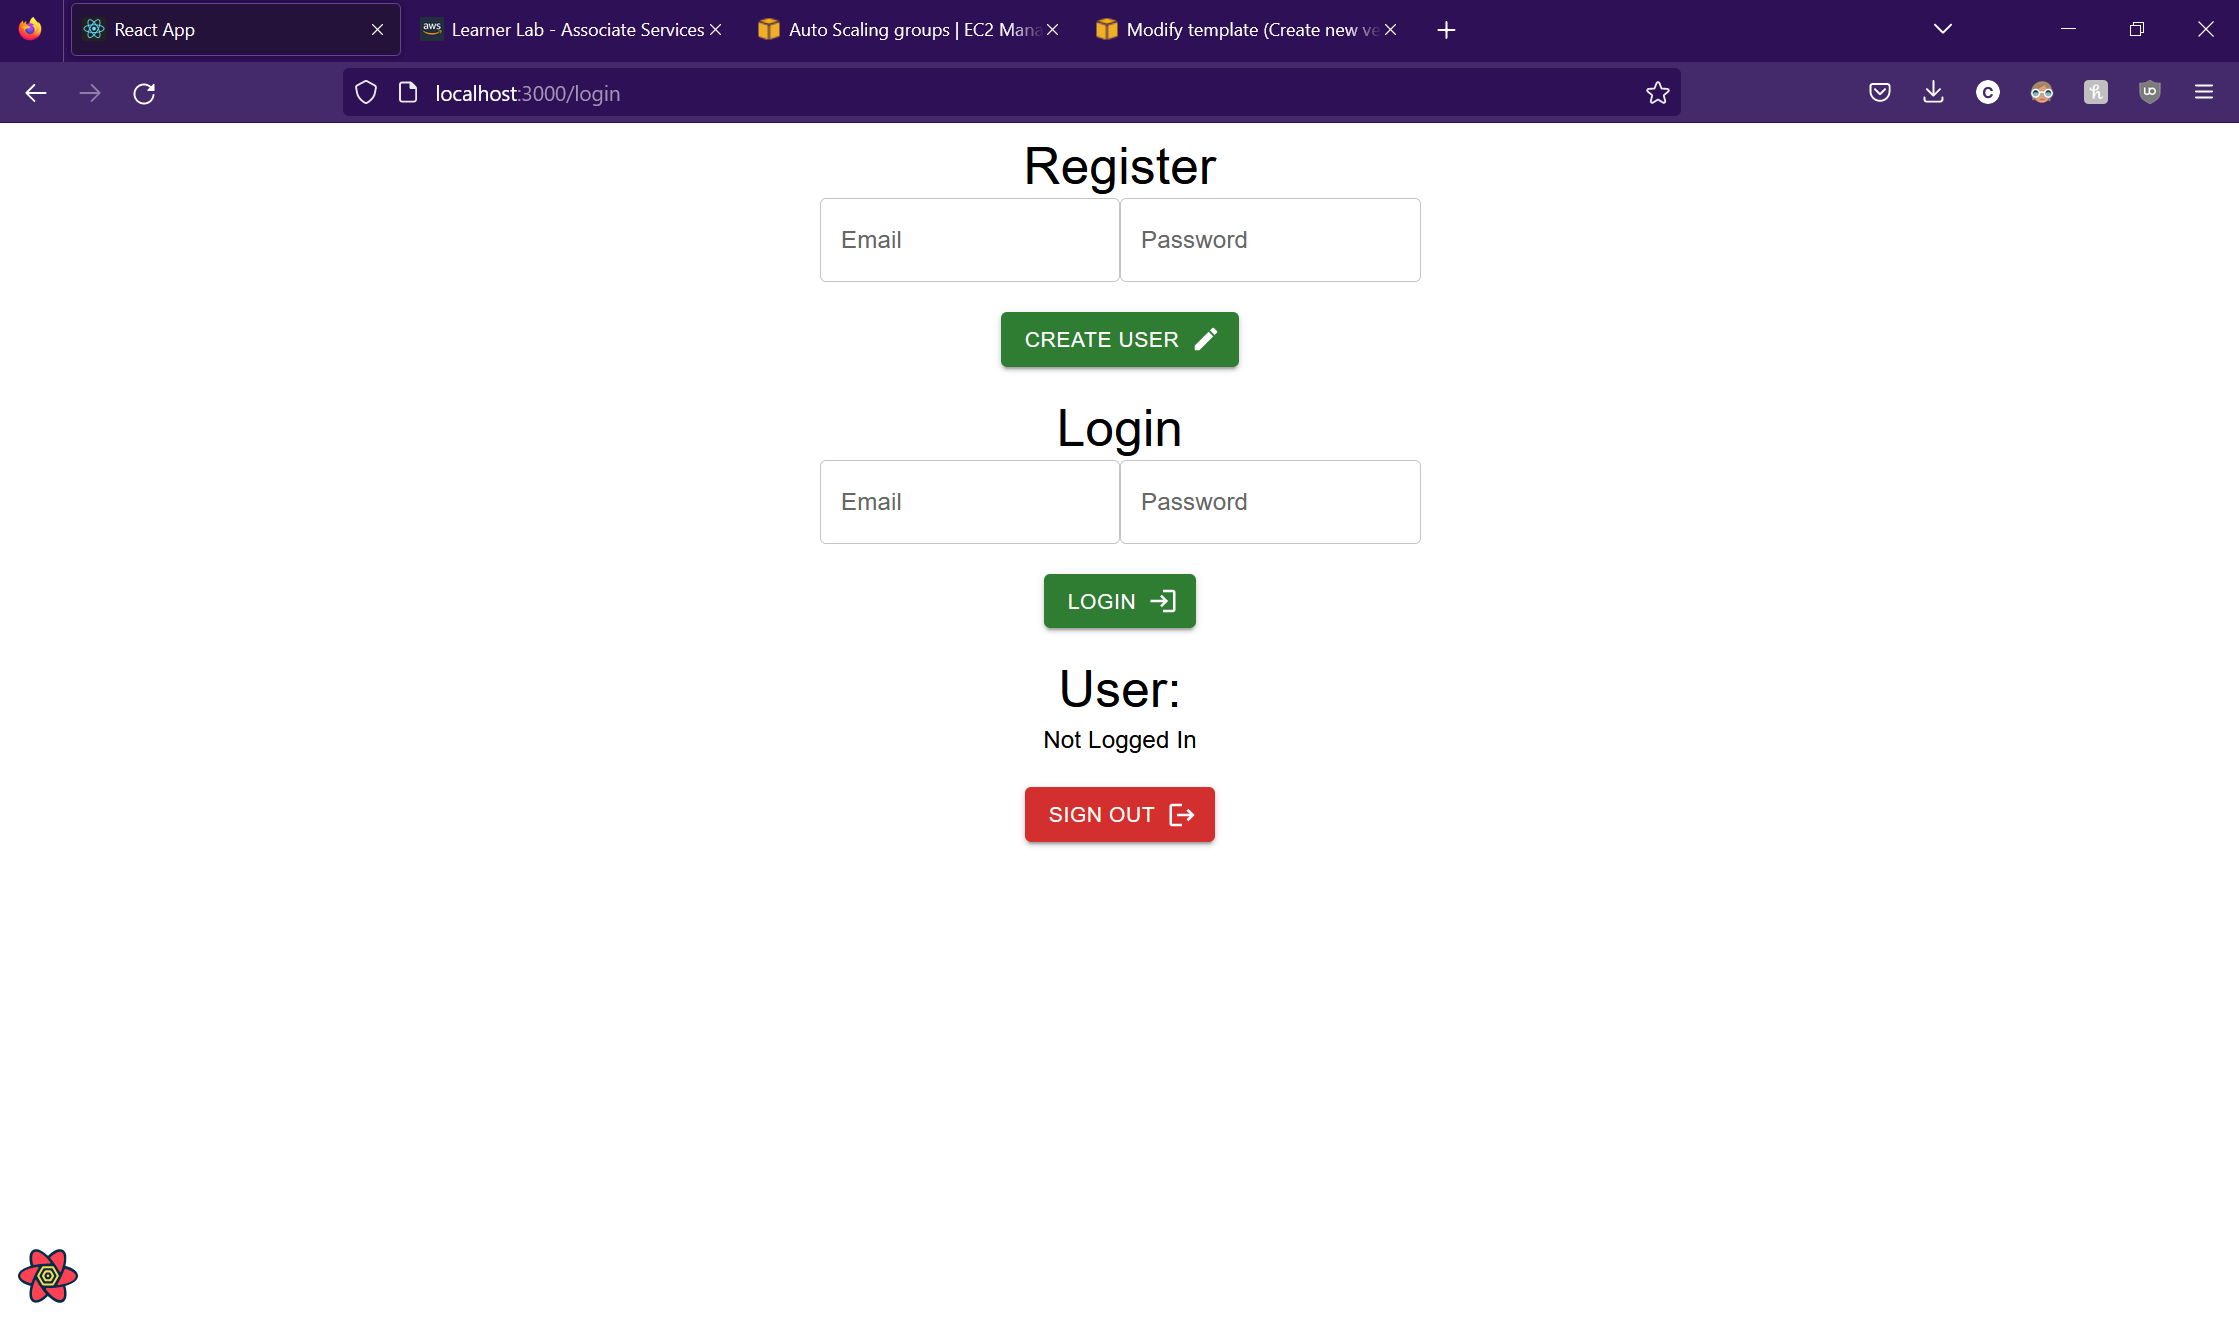 React App
aws Learner Lab - Associate Services
Auto Scaling groups | EC2 Mana
Modify template (Create new ve
localhost:3000/login
Register
Email Password
CREATE USER
Login
Email Password
LOGIN
User:
Not Logged In
SIGN OUT